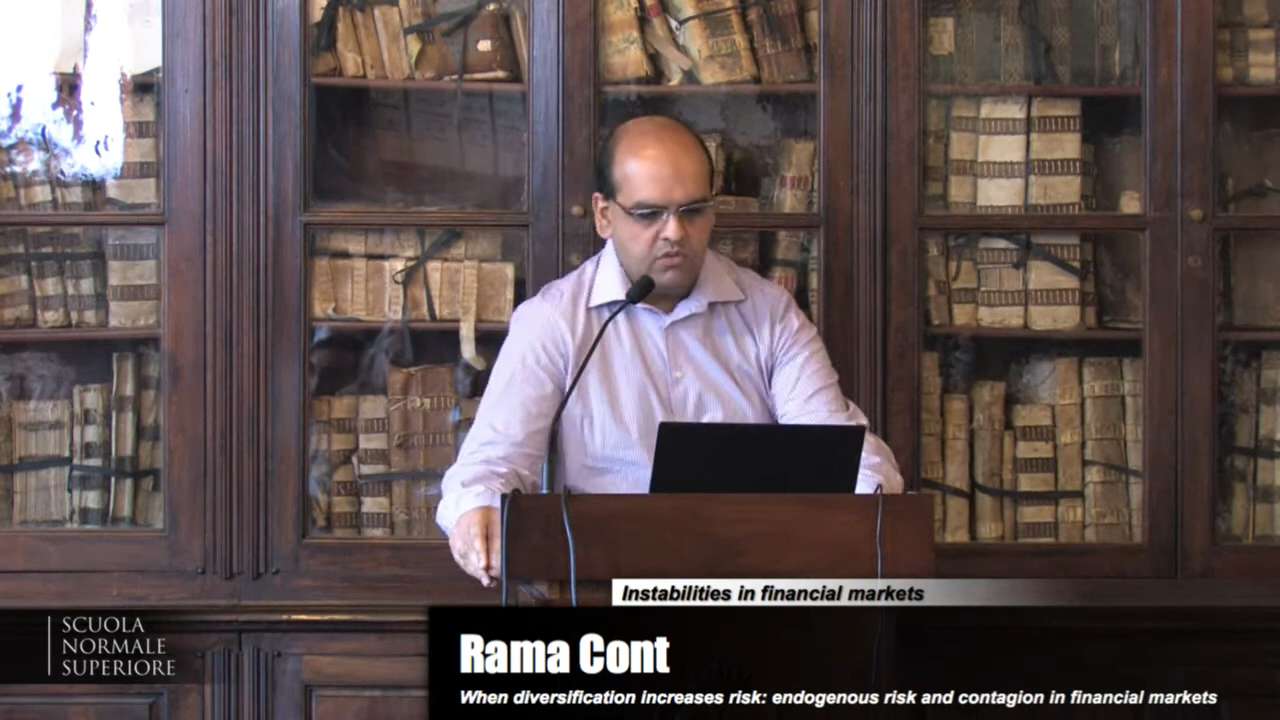 Instabilities in financial markets
SCUOLA
NORMALE
SUPERIORE
Rama Cont
When diversification increases risk: endogenous risk and contagion in financial markets